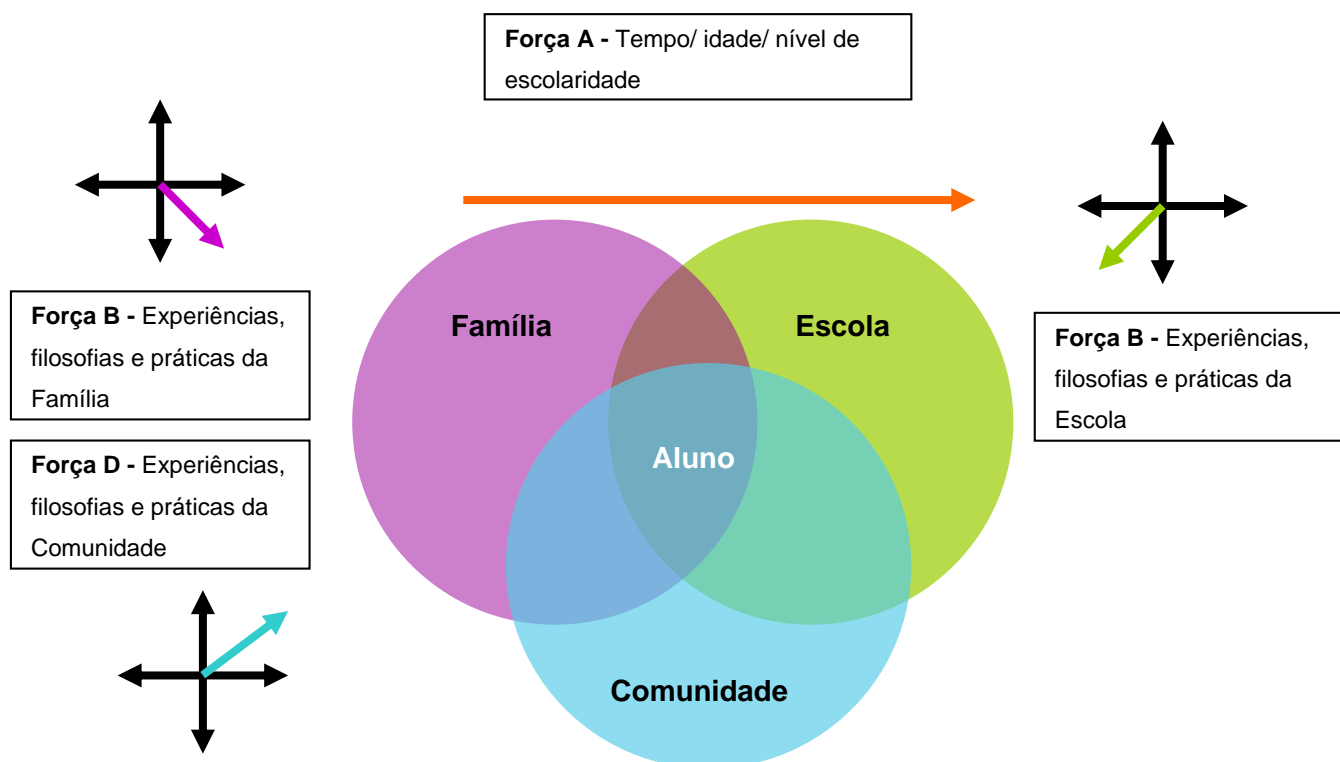 Força A - Tempo/ idade/ nível de
escolaridade
Família
Escola
Força B - Experiências,
filosofias e práticas da
Família
Força B - Experiências,
filosofias e práticas da
Escola
Força D - Experiências,
filosofias e práticas da
Comunidade
Aluno
Comunidade